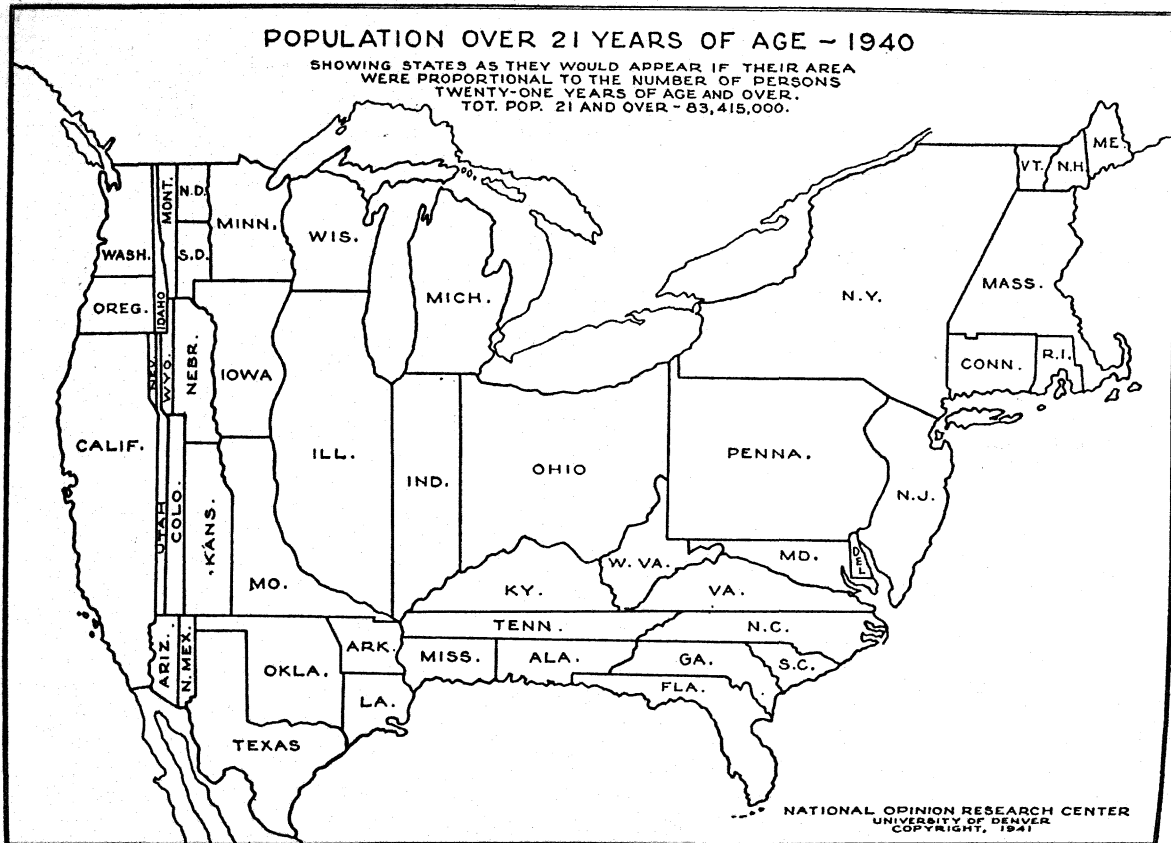 POPULATION OVER 21 YEARS OF AGE ~ 1940
SHOWING STATES AS THEY WOULD APPEAR IF THEIR AREA
WERE PROPORTIONAL TO THE NUMBER OF PERSONS
TWENTY-ONE YEARS OF AGE AND OVER.
TOT. POP. 21 AND OVER - 83,415,000.
ME.
VT.
N.H.
MONT.
N.D.
MINN.
WIS.
WASH.
S.D.
MICH.
N.Y.
MASS.
OREG.
IDAHO
NEV.
WYO.
NEBR.
IOWA
CONN.
R.I.
CALIF.
ILL.
IND.
OHIO
PENNA.
N.J.
UTAH
COLO.
KANS.
MO.
KY.
W. VA.
MD.
DEL
VA.
TENN.
N.C.
ARIZ.
N. MEX.
OKLA.
ARK.
MISS.
ALA.
GA.
S.C.
LA.
FLA.
TEXAS
NATIONAL OPINION RESEARCH CENTER
UNIVERSITY OF DENVER
COPYRIGHT, 1941